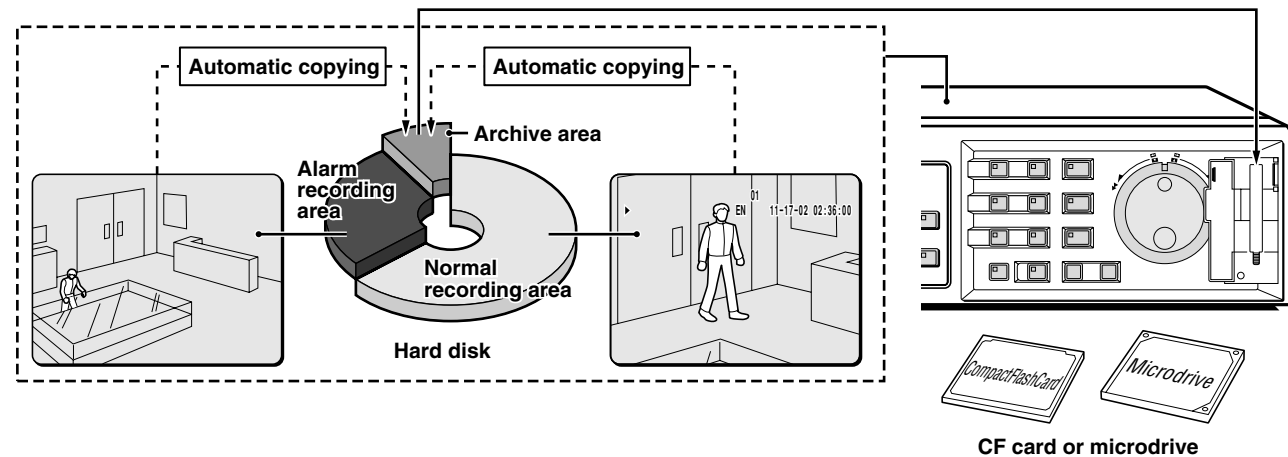 Automatic copying
Automatic copying
Archive area
Alarm
recording
area
01
EN 11-17-02 02:36:00
Normal
recording area
Hard disk
CompactFlashCard
Microdrive
CF card or microdrive